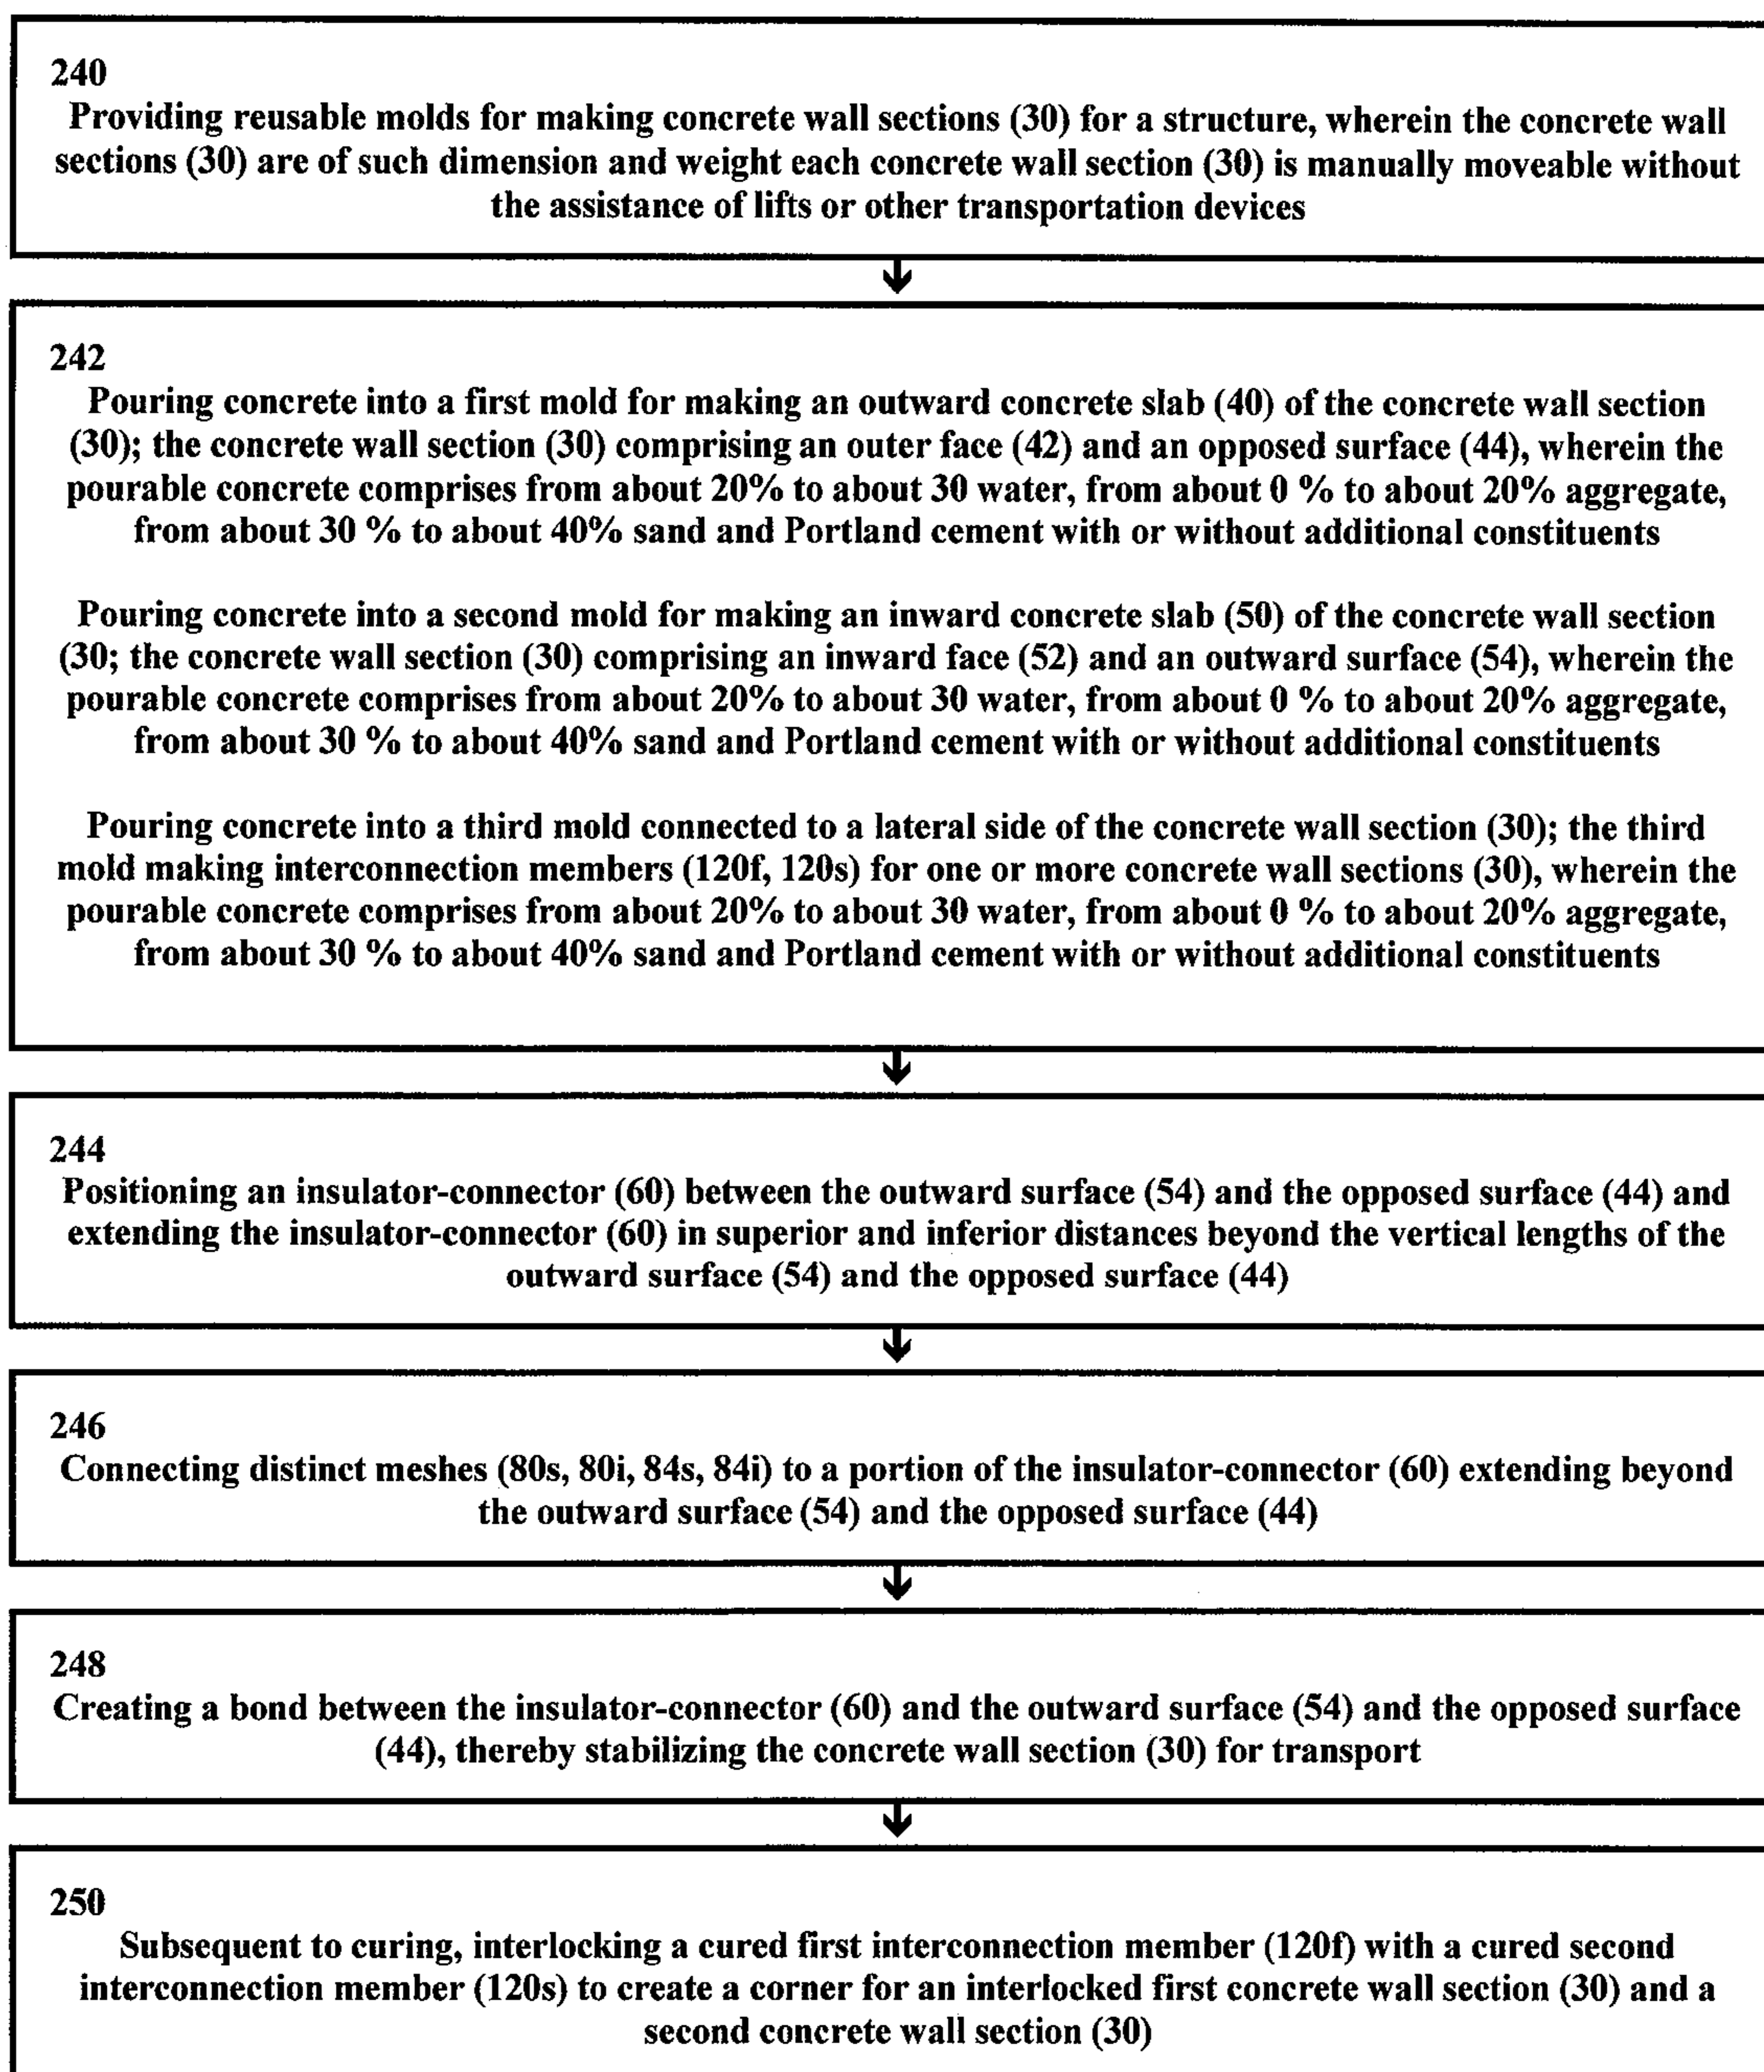 240
Providing reusable molds for making concrete wall sections (30) for a structure, wherein the concrete wall
sections (30) are of such dimension and weight each concrete wall section (30) is manually moveable without
the assistance of lifts or other transportation devices
242
Pouring concrete into a first mold for making an outward concrete slab (40) of the concrete wall section
(30); the concrete wall section (30) comprising an outer face (42) and an opposed surface (44), wherein the
pourable concrete comprises from about 20% to about 30 water, from about 0 % to about 20% aggregate,
from about 30 % to about 40% sand and Portland cement with or without additional constituents
Pouring concrete into a second mold for making an inward concrete slab (50) of the concrete wall section
(30; the concrete wall section (30) comprising an inward face (52) and an outward surface (54), wherein the
pourable concrete comprises from about 20% to about 30 water, from about 0 % to about 20% aggregate,
from about 30 % to about 40% sand and Portland cement with or without additional constituents
Pouring concrete into a third mold connected to a lateral side of the concrete wall section (30); the third
mold making interconnection members (120f, 120s) for one or more concrete wall sections (30), wherein the
pourable concrete comprises from about 20% to about 30 water, from about 0 % to about 20% aggregate,
from about 30 % to about 40% sand and Portland cement with or without additional constituents
244
Positioning an insulator-connector (60) between the outward surface (54) and the opposed surface (44) and
extending the insulator-connector (60) in superior and inferior distances beyond the vertical lengths of the
outward surface (54) and the opposed surface (44)
246
Connecting distinct meshes (80s, 80i, 84s, 84i) to a portion of the insulator-connector (60) extending beyond
the outward surface (54) and the opposed surface (44)
248
Creating a bond between the insulator-connector (60) and the outward surface (54) and the opposed surface
(44), thereby stabilizing the concrete wall section (30) for transport
250
Subsequent to curing, interlocking a cured first interconnection member (120f) with a cured second
interconnection member (120s) to create a corner for an interlocked first concrete wall section (30) and a
second concrete wall section (30)